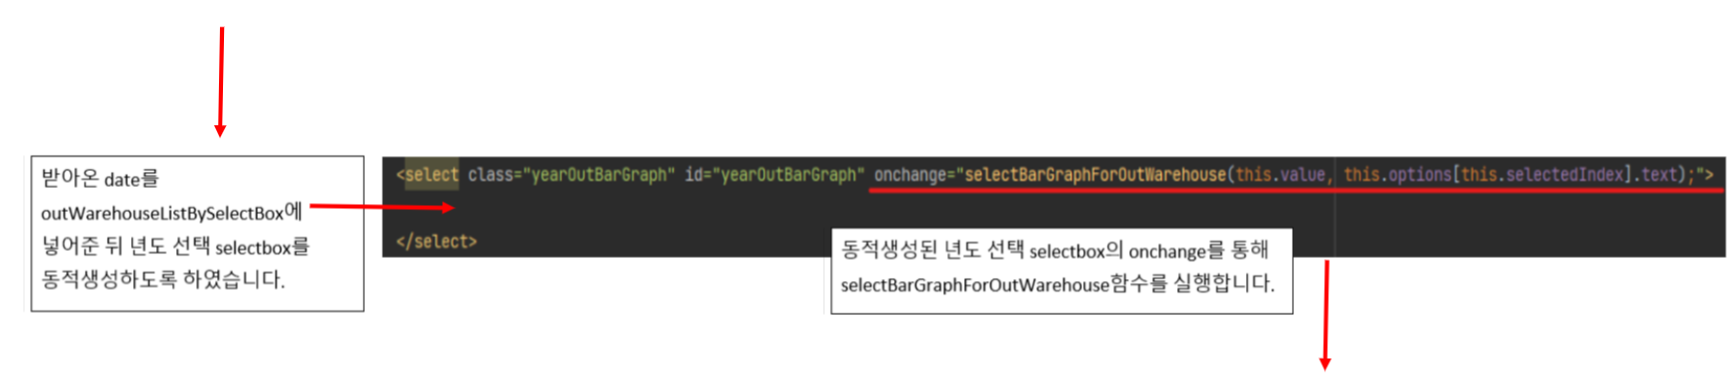 받아온 date를
outWarehouseListBySelectBox에
넣어준 뒤 년도 선택 selectbox를
동적생성하도록 하였습니다.
<select class="yearOutBarGraph" id="yearOutBarGraph" onchange="selectBarGraphForOutWarehouse(this.value, this.options[this.selectedIndex].text);">
</select>
동적생성된 년도 선택 selectbox의 onchange를 통해
selectBarGraphForOutWarehouse함수를 실행합니다.